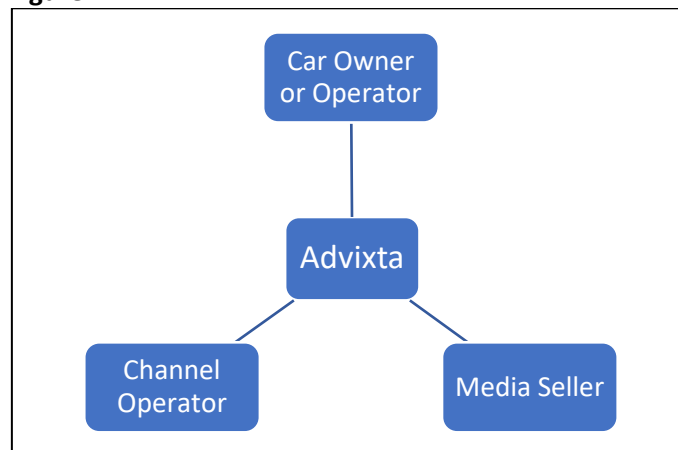 Car Owner
or Operator
Advixta
Channel
Operator
Media Seller